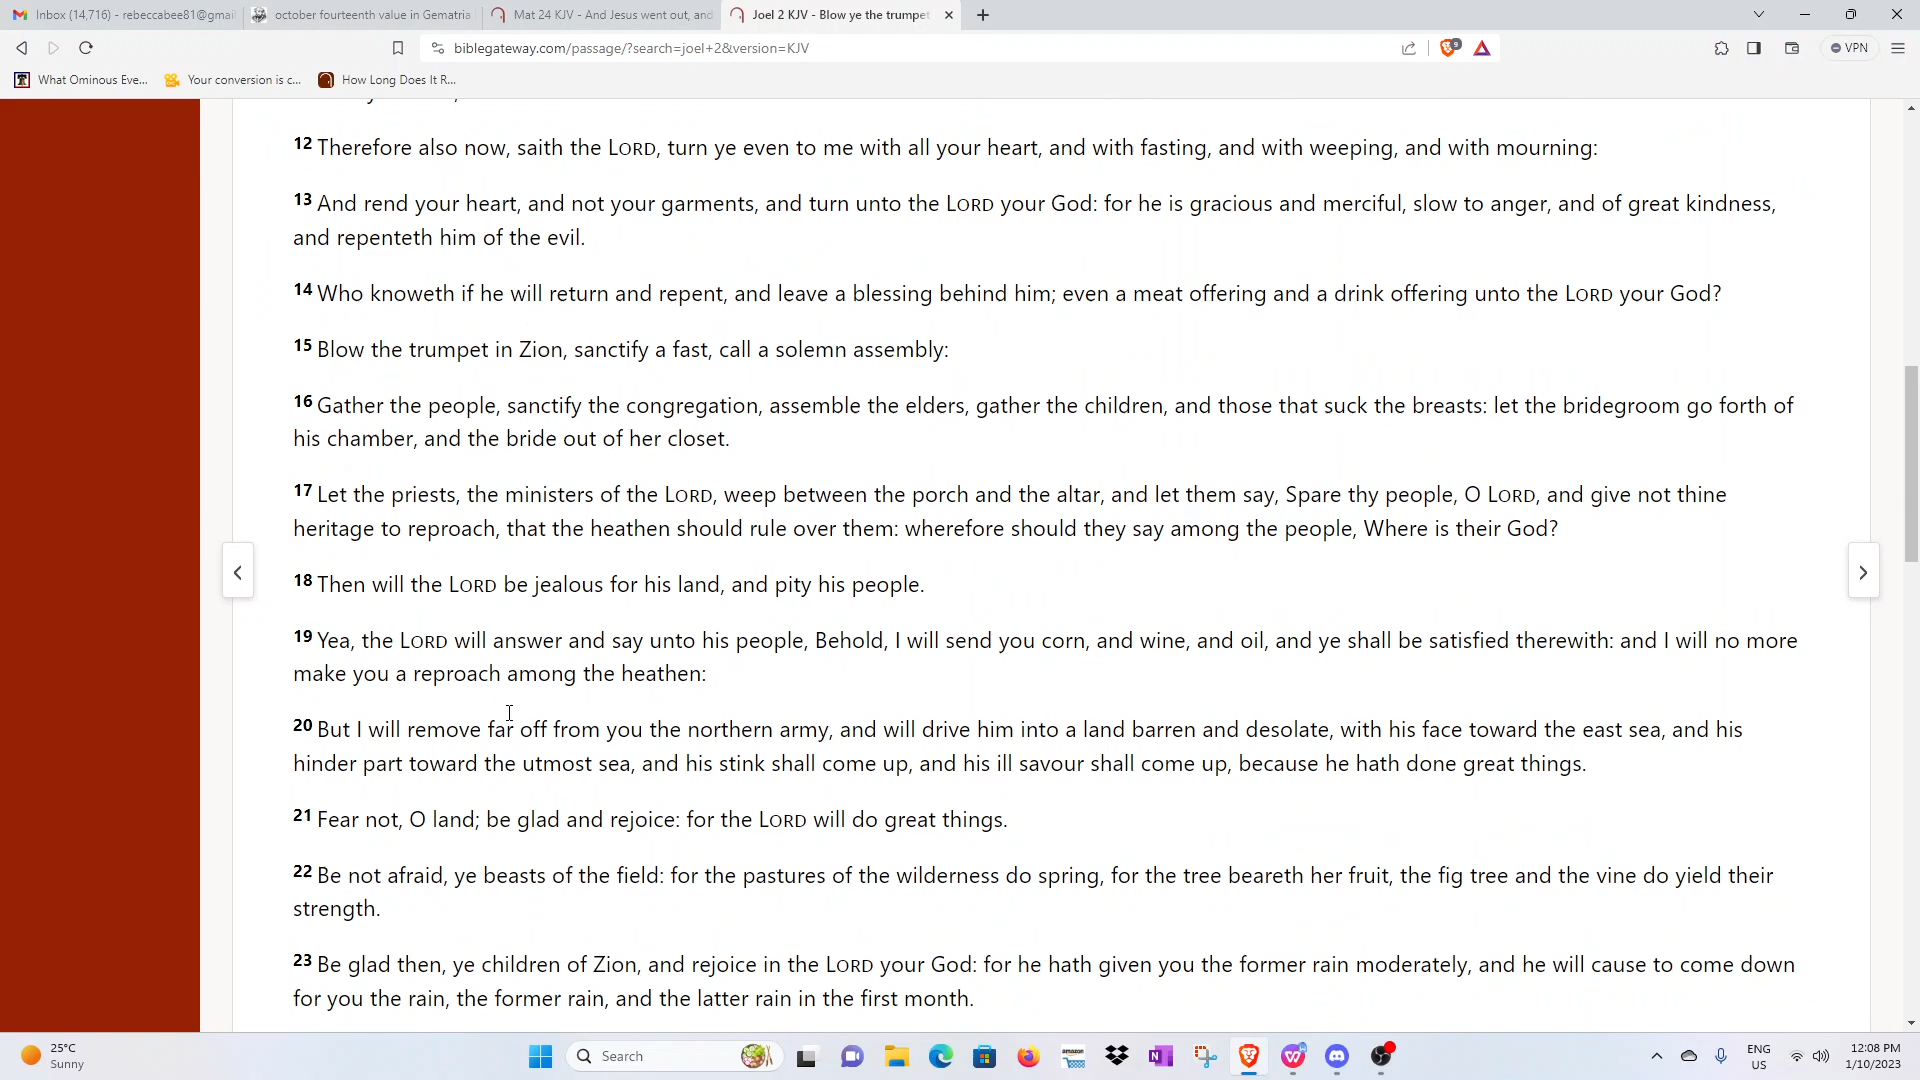 Inbox (14,716) - rebeccabee81@gmai
october fourteenth value in Gematria
Mat 24 KJV - And Jesus went out, and
Joel 2 KJV - Blow ye the trumpet
biblegateway.com/passage/?search=joel+2&version=KJV
9
VPN
What Ominous Eve...
Your conversion is c...
How Long Does It R...
12 Therefore also now, saith the LORD, turn ye even to me with all your heart, and with fasting, and with weeping, and with mourning:
13 And rend your heart, and not your garments, and turn unto the LORD your God: for he is gracious and merciful, slow to anger, and of great kindness,
and repenteth him of the evil.
14 Who knoweth if he will return and repent, and leave a blessing behind him; even a meat offering and a drink offering unto the LORD your God?
15 Blow the trumpet in Zion, sanctify a fast, call a solemn assembly:
16 Gather the people, sanctify the congregation, assemble the elders, gather the children, and those that suck the breasts: let the bridegroom go forth of
his chamber, and the bride out of her closet.
17 Let the priests, the ministers of the LORD, weep between the porch and the altar, and let them say, Spare thy people, O LORD, and give not thine
heritage to reproach, that the heathen should rule over them: wherefore should they say among the people, Where is their God?
18 Then will the LORD be jealous for his land, and pity his people.
19 Yea, the LORD will answer and say unto his people, Behold, I will send you corn, and wine, and oil, and ye shall be satisfied therewith: and I will no more
make you a reproach among the heathen:
20 But I will remove far off from you the northern army, and will drive him into a land barren and desolate, with his face toward the east sea, and his
hinder part toward the utmost sea, and his stink shall come up, and his ill savour shall come up, because he hath done great things.
21 Fear not, O land; be glad and rejoice: for the LORD will do great things.
22 Be not afraid, ye beasts of the field: for the pastures of the wilderness do spring, for the tree beareth her fruit, the fig tree and the vine do yield their
strength.
23 Be glad then, ye children of Zion, and rejoice in the LORD your God: for he hath given you the former rain moderately, and he will cause to come down
for you the rain, the former rain, and the latter rain in the first month.
25°C
Sunny
Search
amazon
ENG
US
12:08 PM
1/10/2023